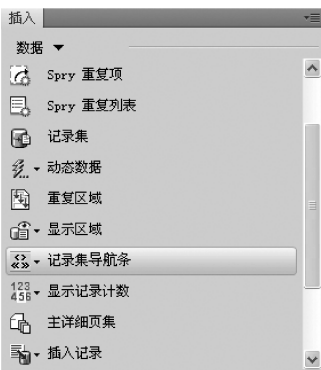 插入
数据
Spry 重复项
Spry 重复列表
记录集
动态数据
重复区域
显示区域
记录集导航条
123
456
显示记录计数
主详细页集
插入记录